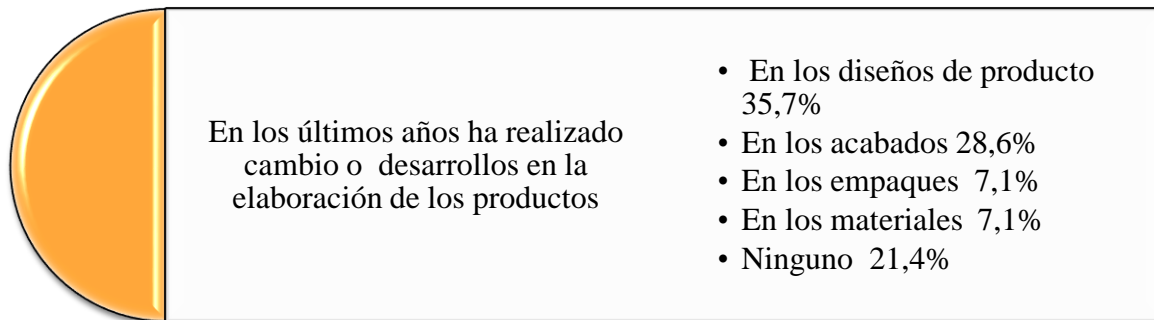 En los últimos años ha realizado
cambio o desarrollos en la
elaboración de los productos
• En los diseños de producto
35,7%
• En los acabados 28,6%
• En los empaques 7,1%
• En los materiales 7,1%
• Ninguno 21,4%